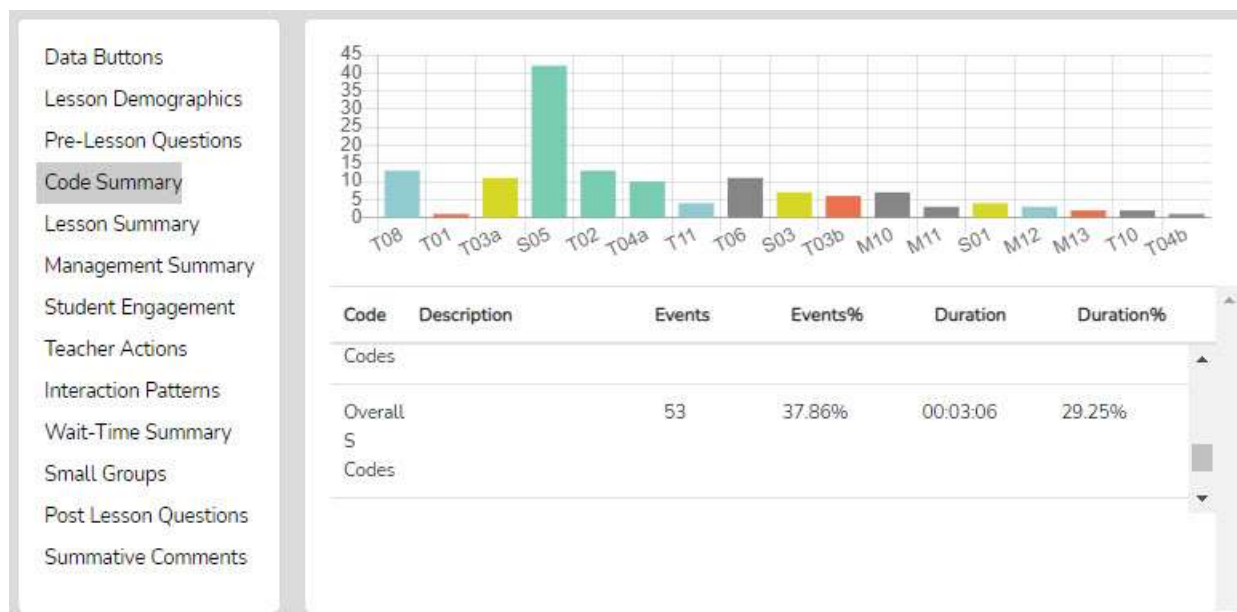 Data Buttons
Lesson Demographics
Pre-Lesson Questions
Code Summary
Lesson Summary
Management Summary
Student Engagement
Teacher Actions
Interaction Patterns
Wait-Time Summary
Small Groups
Post Lesson Questions
Summative Comments
45
40
35
30
25
20
15
10
5
0
T08 T01 T03a S05 T02 T04a T11 T06 S03 T03b M10 M11 S01 M12 M13 T10 T04b
Code Description Events Events% Duration Duration%
Codes
Overall 53 37.86% 00:03:06 29.25%
S
Codes